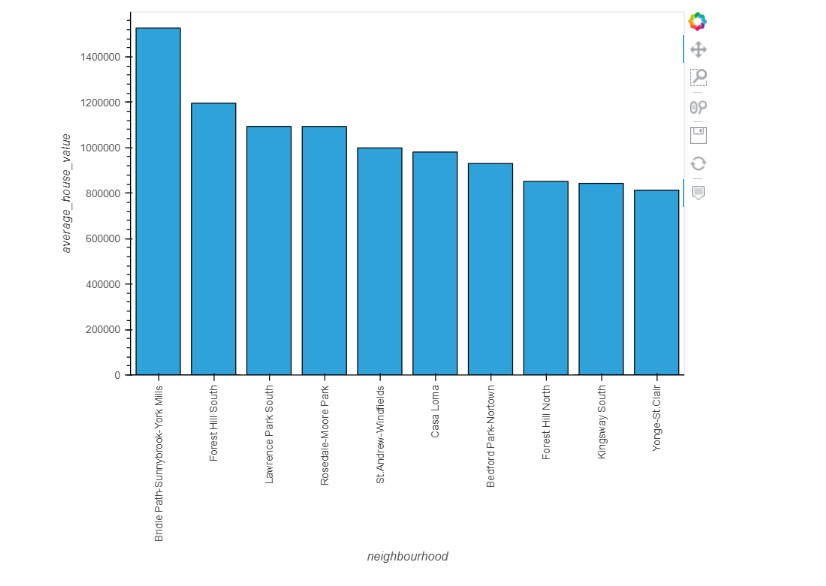 average_house_value
1400000
1200000
1000000
800000
600000
400000
200000
0
Bridle Path-Sunnybrook-York Mills
Forest Hill South
Lawrence Park South
Rosedale-Moore Park
St.Andrew-Windfields
Casa Loma
Bedford Park-Nortown
Forest Hill North
Kingsway South
Yonge-St.Clair
neighbourhood